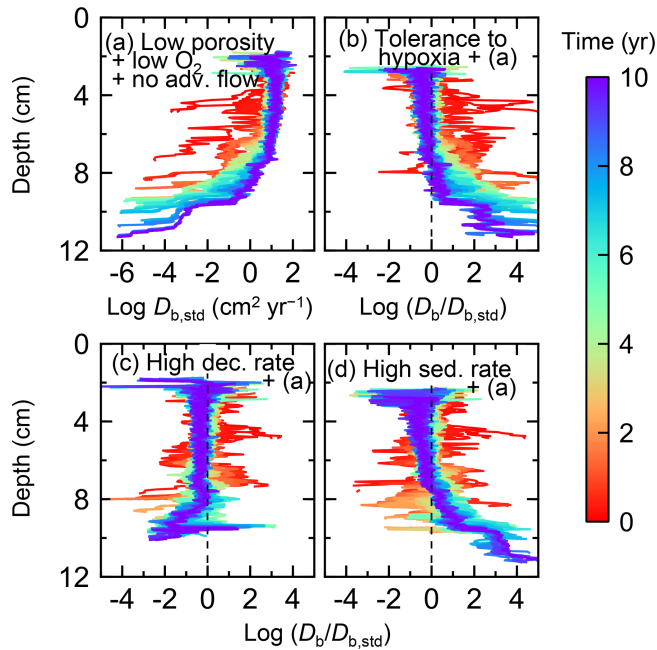 (a) Low porosity
+ low O2
+ no adv. flow
(b) Tolerance to
hypoxia + (a)
Time (yr)
0
4
8
12
Depth (cm)
-6 -4 -2 0 2 4
Log Db,std (cm² yr⁻¹)
-4 -2 0 2 4
Log (Db/Db,std)
10
8
6
4
2
0
(c) High dec. rate
+ (a)
(d) High sed. rate
+ (a)
0
4
8
12
Depth (cm)
-4 -2 0 2 4
-4 -2 0 2 4
Log (Db/Db,std)